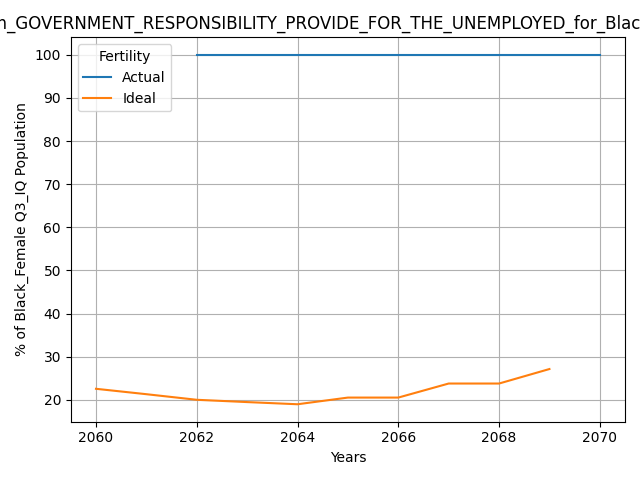 n_GOVERNMENT_RESPONSIBILITY_PROVIDE_FOR_THE_UNEMPLOYED_for_Blac
Fertility
Actual
Ideal
100
90
80
70
60
50
40
30
20
% of Black_Female Q3_IQ Population
2060 2062 2064 2066 2068 2070
Years